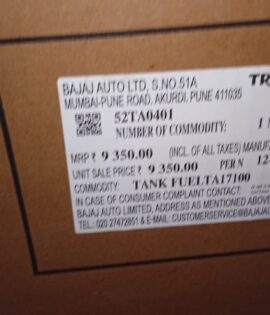 BAJAJ AUTO LTD, S.NO.51A
MUMBAI-PUNE ROAD, AKURDI, PUNE 411035
52TA0401
NUMBER OF COMMODITY: 1
MRP ₹ 9 350.00 (INCL. OF ALL TAXES)
UNIT SALE PRICE ₹ 9 350.00 PER N
COMMODITY: TANK FUELTA17100
IN CASE OF CONSUMER COMPLAINT CONTACT:
BAJAJ AUTO LIMITED, ADDRESS AS MENTIONED ABOVE
TEL.: 020 27472851 & E-MAIL: CUSTOMERSERVICE@BAJAJ